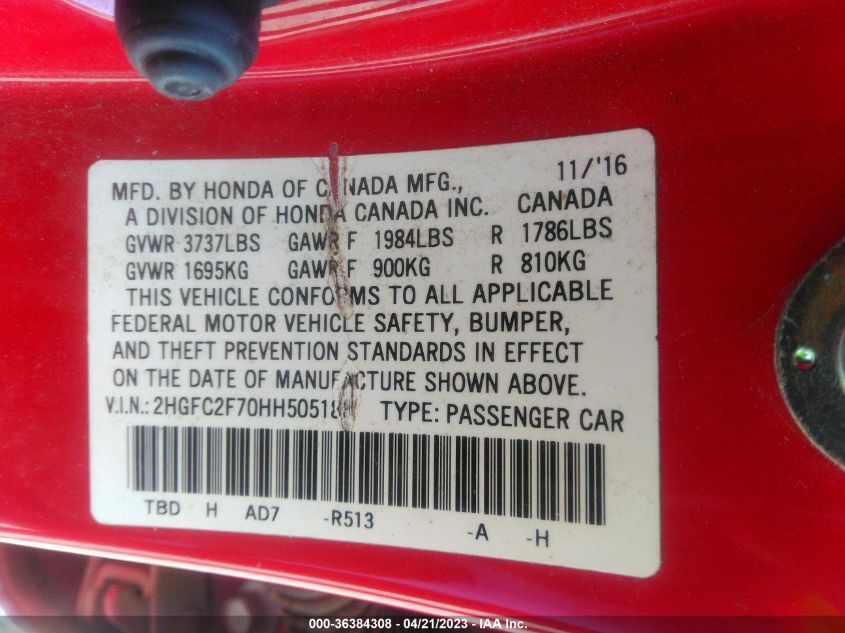 11/'16
MFD. BY HONDA OF CANADA MFG.,
A DIVISION OF HONDA CANADA INC. CANADA
GVWR 3737LBS GAWR F 1984LBS R 1786LBS
GVWR 1695KG GAWR F 900KG R 810KG
THIS VEHICLE CONFORMS TO ALL APPLICABLE
FEDERAL MOTOR VEHICLE SAFETY, BUMPER,
AND THEFT PREVENTION STANDARDS IN EFFECT
ON THE DATE OF MANUFACTURE SHOWN ABOVE.
V.I.N.: TYPE: PASSENGER CAR
TBD H AD7 -R513 -A -H
000-36384308 - 04/21/2023 - IAA Inc.